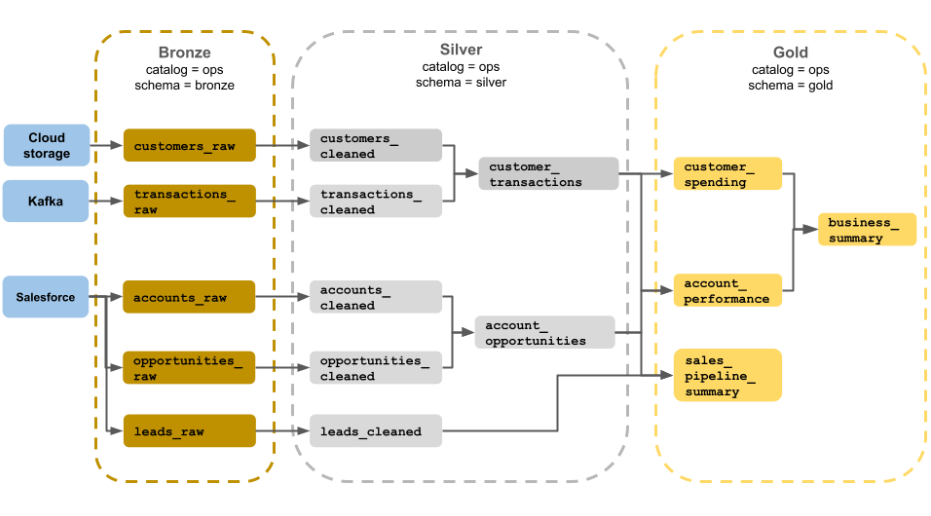 Bronze
catalog = ops
schema = bronze
Silver
catalog = ops
schema = silver
Gold
catalog = ops
schema = gold
Cloud
storage
customers_raw
customers_
cleaned
customer_
transactions
customer_
spending
Kafka
transactions_
raw
transactions_
cleaned
business_
summary
Salesforce
accounts_raw
accounts_
cleaned
account_
performance
account_
opportunities
opportunities_
raw
opportunities_
cleaned
sales_
pipeline_
summary
leads_raw
leads_cleaned